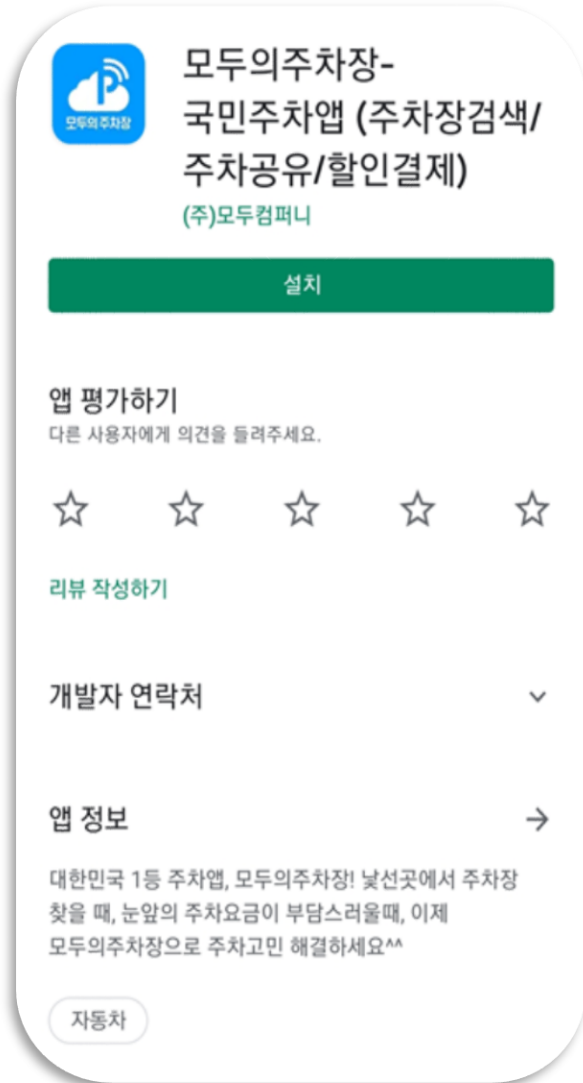 모두의주차장
모두의주차장-
국민주차앱 (주차장검색/
주차공유/할인결제)
(주)모두컴퍼니
설치
앱 평가하기
다른 사용자에게 의견을 들려주세요.
리뷰 작성하기
개발자 연락처
앱 정보
대한민국 1등 주차앱, 모두의주차장! 낯선곳에서 주차장
찾을 때, 눈앞의 주차요금이 부담스러울때, 이제
모두의주차장으로 주차고민 해결하세요^^
자동차